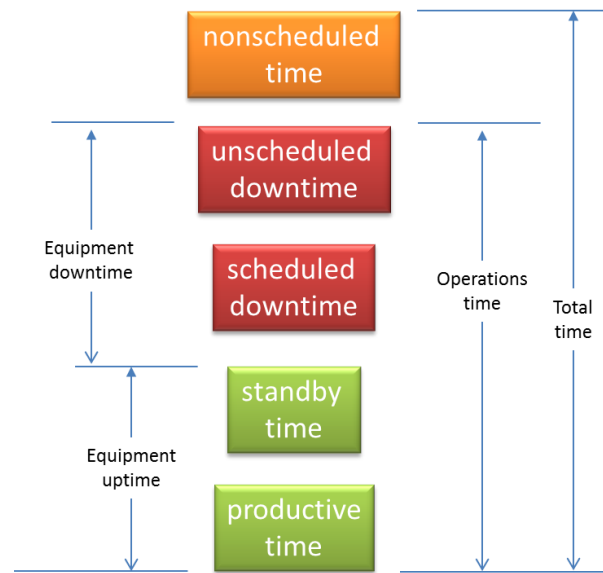 nonscheduled
time
unscheduled
downtime
Equipment
downtime
scheduled
downtime
Operations
time
Total
time
standby
time
Equipment
uptime
productive
time